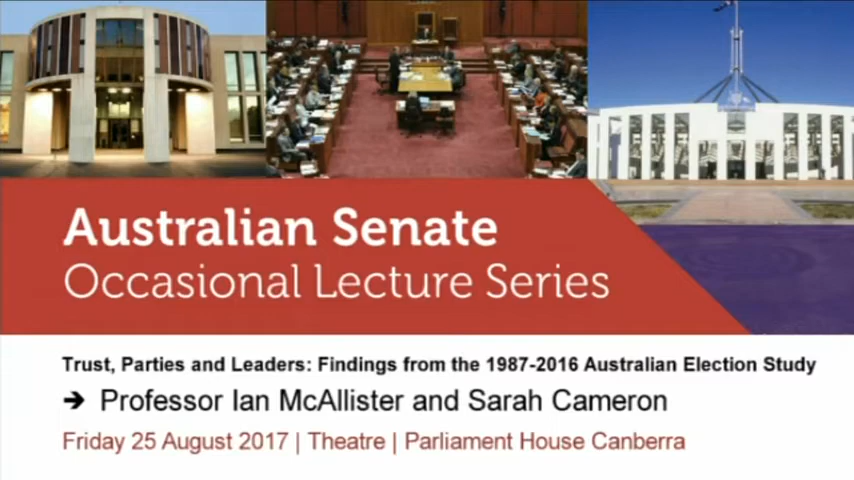 Australian Senate
Occasional Lecture Series
Trust, Parties and Leaders: Findings from the 1987-2016 Australian Election Study
➔ Professor Ian McAllister and Sarah Cameron
Friday 25 August 2017 | Theatre | Parliament House Canberra